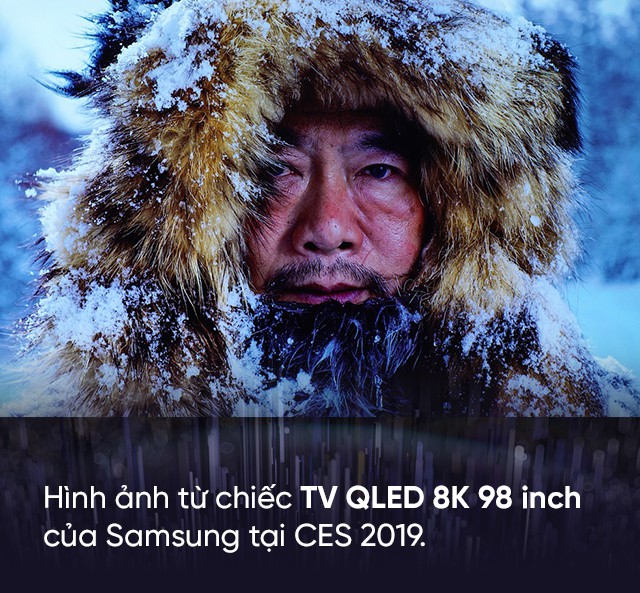 Hình ảnh từ chiếc TV QLED 8K 98 inch
của Samsung tại CES 2019.